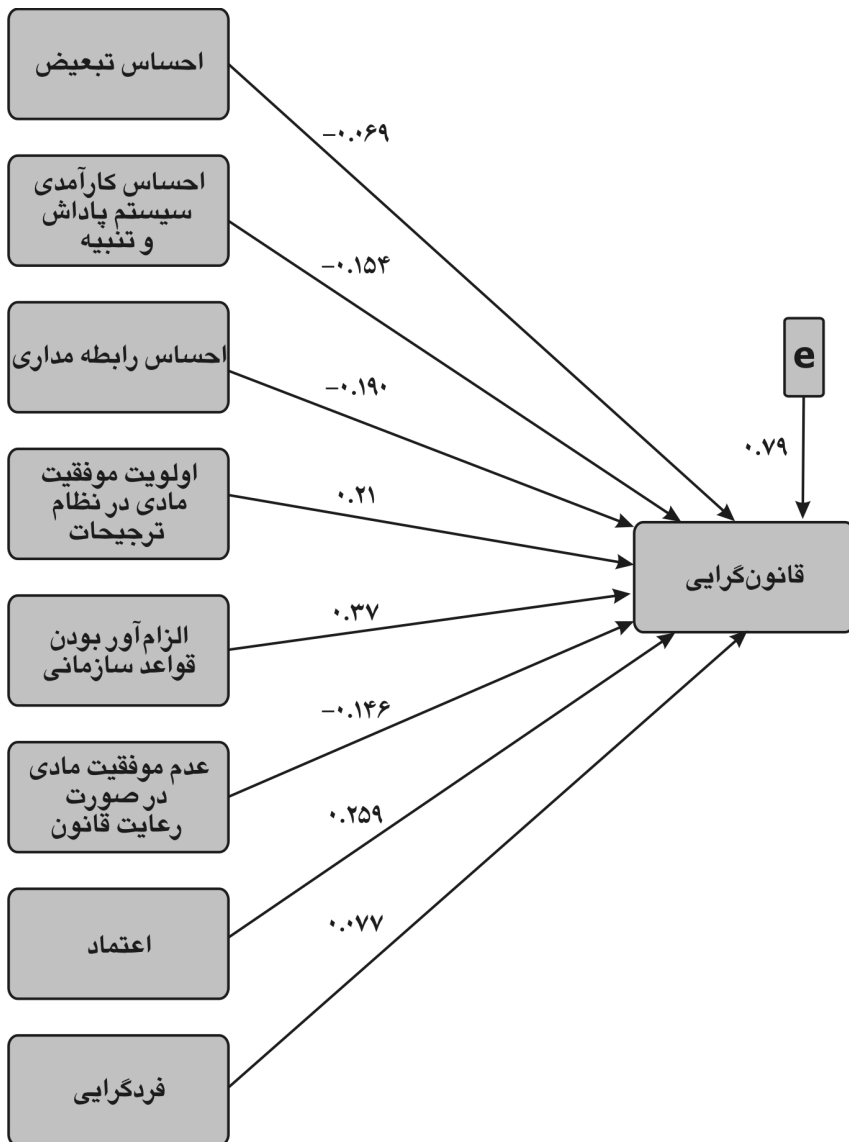 احساس تبعیض
−۰.۰۶۹
احساس کارآمدی
سیستم پاداش
و تنبیه
−۰.۱۵۴
احساس رابطه مداری
−۰.۱۹۰
e
۰.۷۹
اولویت موفقیت
مادی در نظام
ترجیحات
۰.۲۱
قانون‌گرایی
الزام‌آور بودن
قواعد سازمانی
۰.۳۷
عدم موفقیت مادی
در صورت
رعایت قانون
−۰.۱۴۶
اعتماد
۰.۲۵۹
فردگرایی
۰.۰۷۷